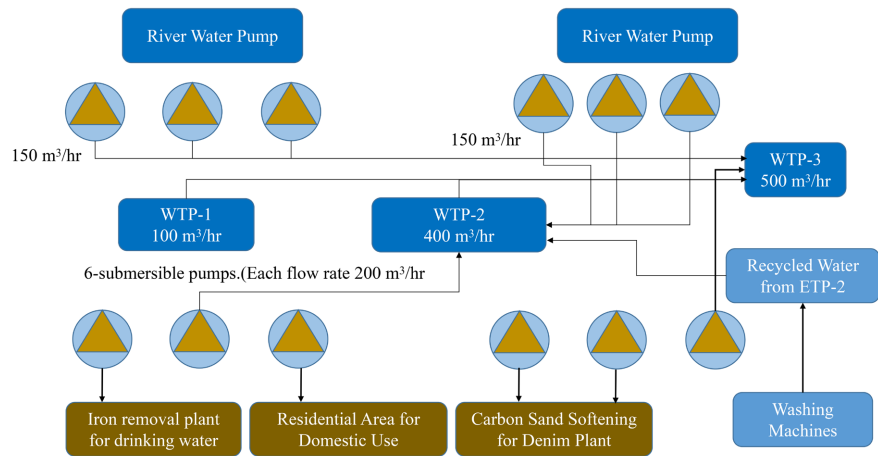 River Water Pump
River Water Pump
150 m³/hr
150 m³/hr
WTP-3
500 m³/hr
WTP-1
100 m³/hr
WTP-2
400 m³/hr
6-submersible pumps.(Each flow rate 200 m³/hr
Recycled Water
from ETP-2
Iron removal plant
for drinking water
Residential Area for
Domestic Use
Carbon Sand Softening
for Denim Plant
Washing
Machines